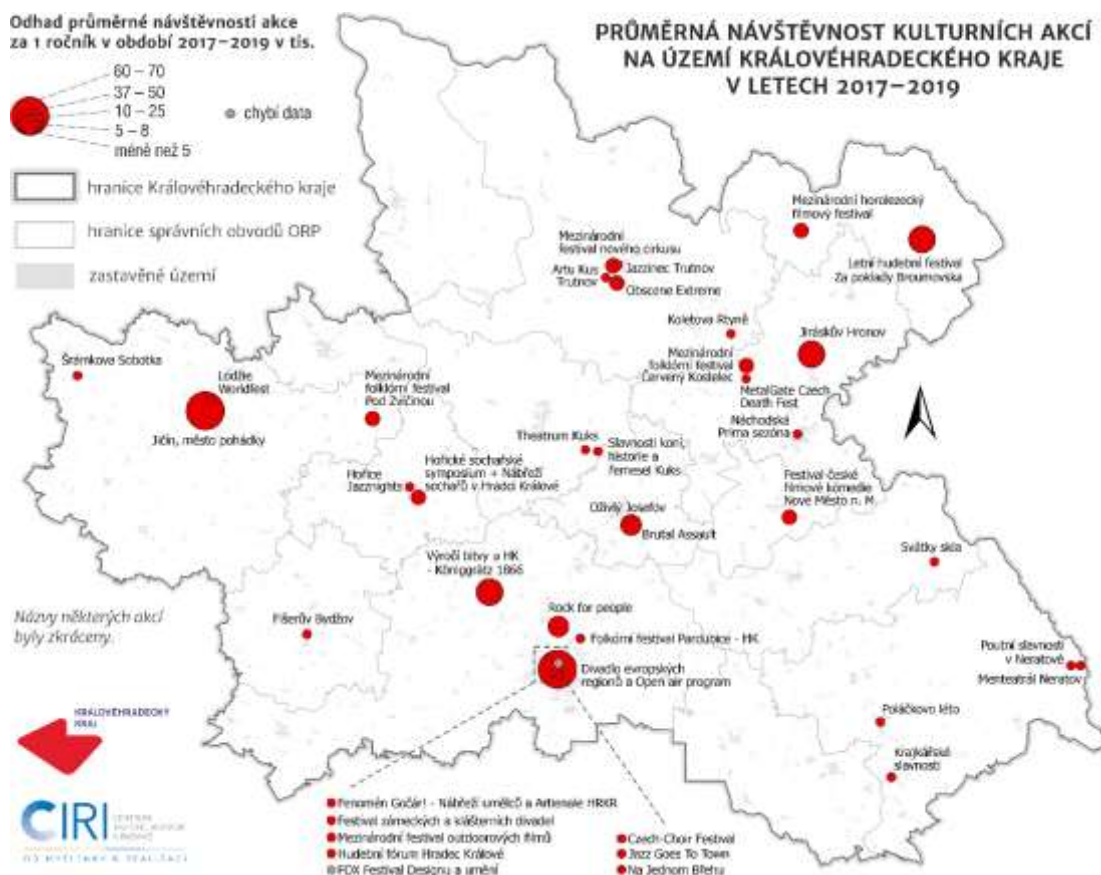 Odhad průměrné návštěvnosti akce
za 1 ročník v období 2017–2019 v tis.
60 – 70
37 – 50
10 – 25
5 – 8
méně než 5
chybí data
hranice Královéhradeckého kraje
hranice správních obvodů ORP
zastavěné území
PRŮMĚRNÁ NÁVŠTĚVNOST KULTURNÍCH AKCÍ
NA ÚZEMÍ KRÁLOVÉHRADECKÉHO KRAJE
V LETECH 2017–2019
Mezinárodní horolezecký
filmový festival
Letní hudební festival
Za poklady Broumovska
Mezinárodní
festival nového cirkusu
Jazzinec Trutnov
Artu Kus
Trutnov
Obscene Extreme
Koletova Rtyně
Jiráskův Hronov
Mezinárodní
folklórní festival
Červený Kostelec
MetalGate Czech
Death Fest
Náchodská
Prima sezóna
Šrámkova Sobotka
Lodžie
Worldfest
Jičín, město pohádky
Mezinárodní
folklórní festival
Pod Zvičinou
Theatrum Kuks
Slavnosti koní,
historie a
řemesel Kuks
Hořice
Jazznights
Hořické sochařské
symposium + Nábřeží
sochařů v Hradci Králové
Festival české
filmové komedie
Nové Město n. M.
Oživlý Josefov
Brutal Assault
Výročí bitvy u HK
- Königgrätz 1866
Svátky skla
Rock for people
Folkórní festival Pardubice - HK
Divadlo evropských
regionů a Open air program
Fišerův Bydžov
Názvy některých akcí
byly zkráceny.
Poutní slavnosti
v Neratově
Menteatrál Neratov
Poláčkovo léto
Krajkářské
slavnosti
KRÁLOVÉHRADECKÝ
KRAJ
CIRI
OD MYŠLENKY K REALIZACI
Fenomén Gočár! - Nábřeží umělců a Artienale HRKR
Festival zámeckých a klášterních divadel
Mezinárodní festival outdoorových filmů
Hudební fórum Hradec Králové
FDX Festival Designu a umění
Czech Choir Festival
Jazz Goes To Town
Na Jednom Břehu